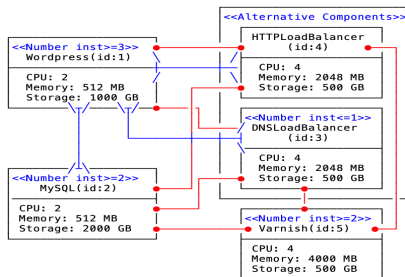 <<Alternative Components>>
<<Number inst>=3>>
Wordpress(id:1)
CPU: 2
Memory: 512 MB
Storage: 1000 GB
HTTPLoadBalancer
(id:4)
CPU: 4
Memory: 2048 MB
Storage: 500 GB
<<Number inst<=1>>
DNSLoadBalancer
(id:3)
CPU: 4
Memory: 2048 MB
Storage: 500 GB
<<Number inst>=2>>
MySQL(id:2)
CPU: 2
Memory: 512 MB
Storage: 2000 GB
<<Number inst>=2>>
Varnish(id:5)
CPU: 4
Memory: 4000 MB
Storage: 500 GB